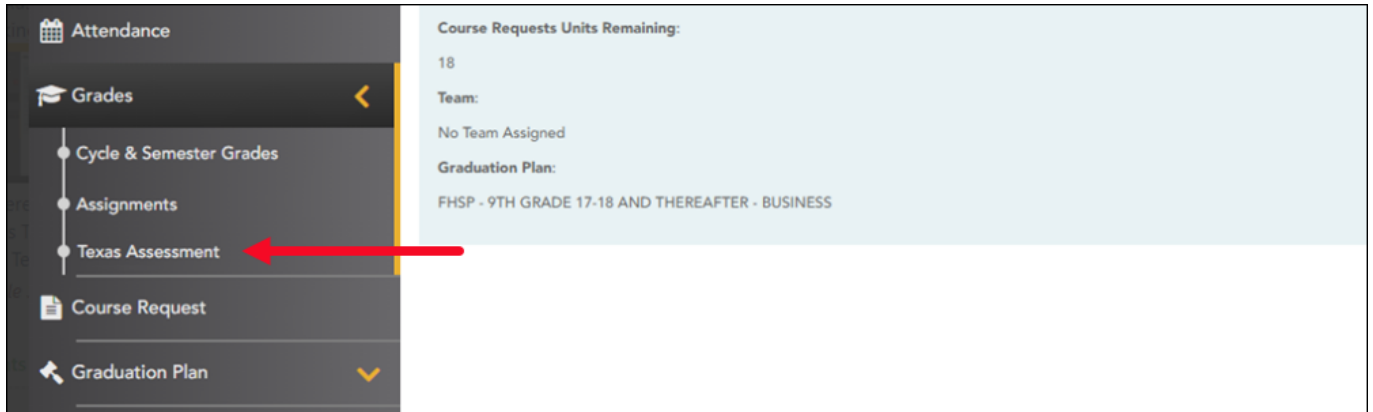 Attendance
Grades
Cycle & Semester Grades
Assignments
Texas Assessment
Course Request
Graduation Plan
Course Requests Units Remaining:
18
Team:
No Team Assigned
Graduation Plan:
FHSP - 9TH GRADE 17-18 AND THEREAFTER - BUSINESS